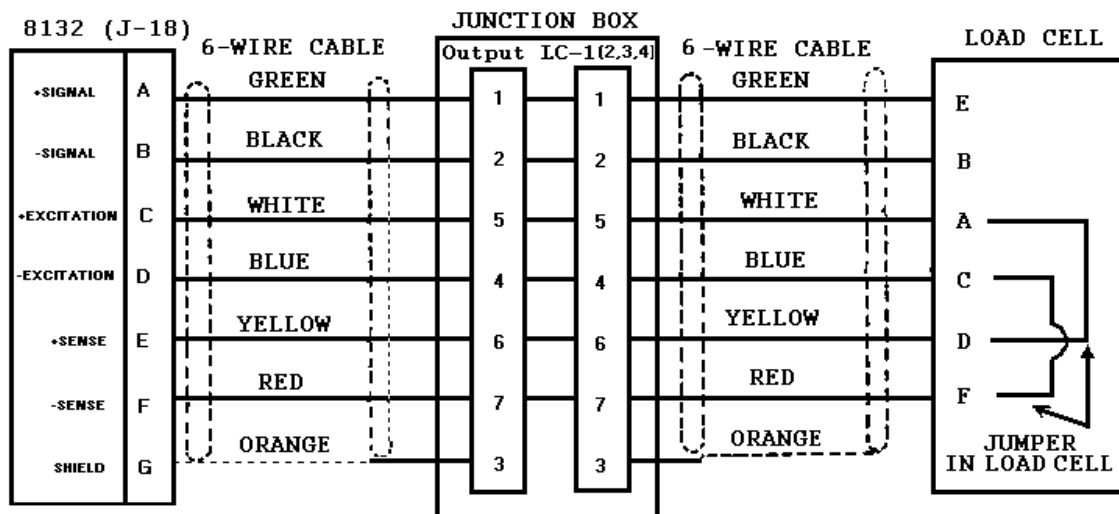 8132 (J-18)
6-WIRE CABLE
JUNCTION BOX
Output LC-1(2,3,4)
6-WIRE CABLE
LOAD CELL
+SIGNAL A GREEN 1 1 GREEN E
-SIGNAL B BLACK 2 2 BLACK B
+EXCITATION C WHITE 5 5 WHITE A
-EXCITATION D BLUE 4 4 BLUE C
+SENSE E YELLOW 6 6 YELLOW D
-SENSE F RED 7 7 RED F
SHIELD G ORANGE 3 3 ORANGE
JUMPER
IN LOAD CELL